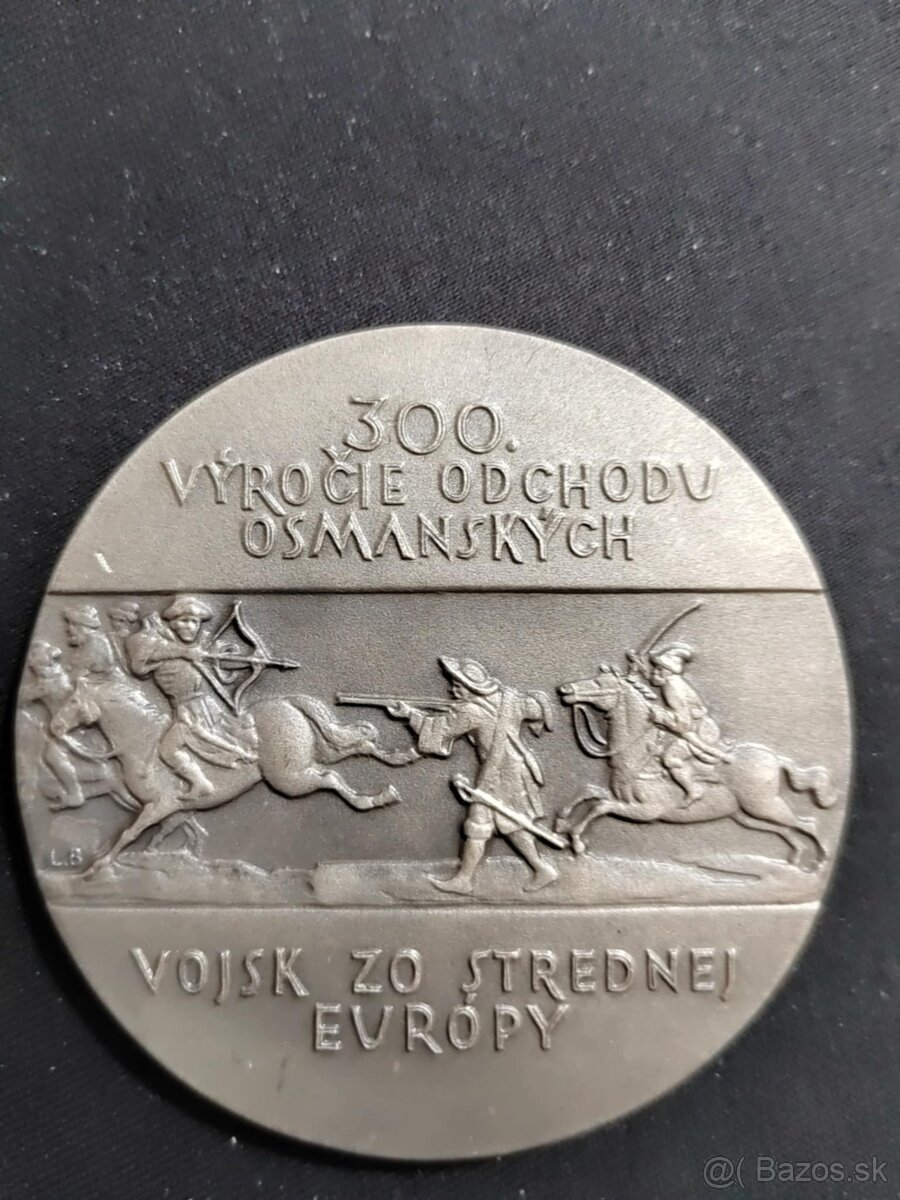 300.
VÝROČIE ODCHODU
OSMANSKÝCH
L.B
VOJSK ZO STREDNEJ
EURÓPY
@( Bazos.sk